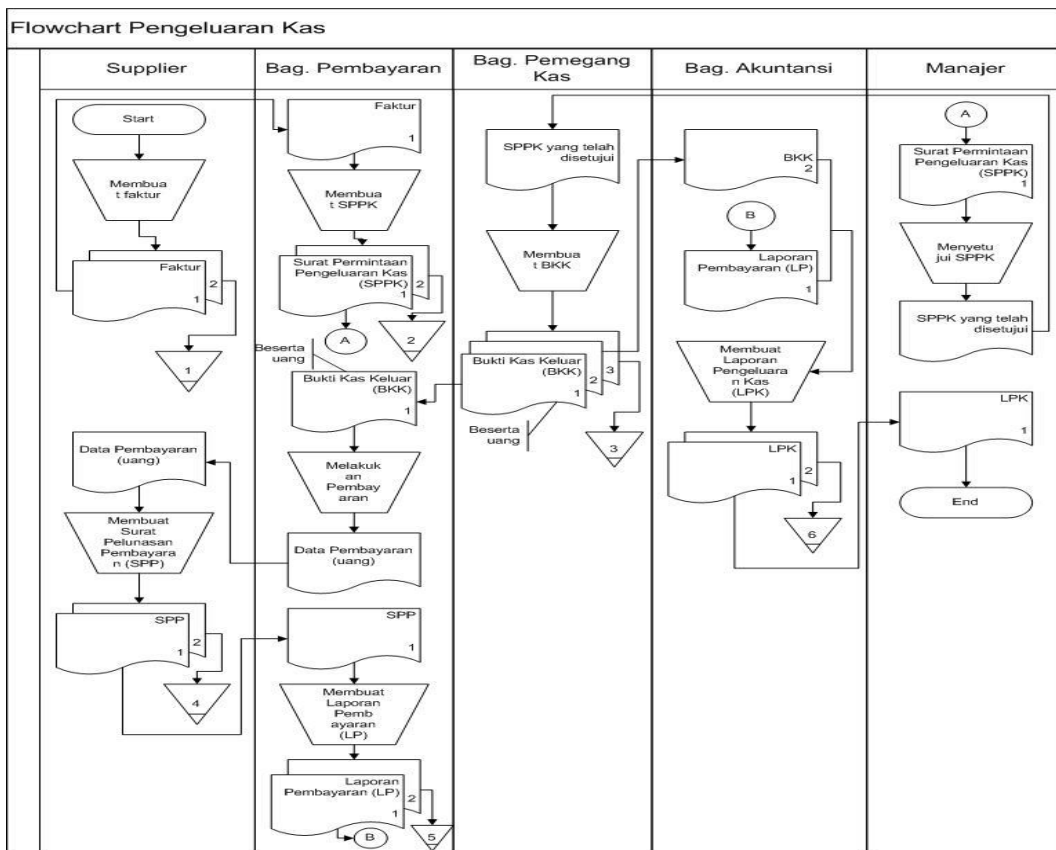 Flowchart Pengeluaran Kas
Supplier
Bag. Pembayaran
Bag. Pemegang
Kas
Bag. Akuntansi
Manajer
Start
Membua
t faktur
Faktur
1
2
1
Data Pembayaran
(uang)
Membuat
Surat
Pelunasan
Pembayara
n (SPP)
SPP
1
2
4
Faktur
1
Membua
t SPPK
Surat Permintaan
Pengeluaran Kas
(SPPK)
1
2
A
2
Beserta
uang
Bukti Kas Keluar
(BKK)
1
Melakuk
an
Pembay
aran
Data Pembayaran
(uang)
SPP
1
Membuat
Laporan
Pemb
ayaran
(LP)
Laporan
Pembayaran (LP)
1
2
B
5
SPPK yang telah
disetujui
Membua
t BKK
Bukti Kas Keluar
(BKK)
1
2
3
Beserta
uang
3
BKK
2
B
Laporan
Pembayaran (LP)
1
Membuat
Laporan
Pengeluara
n Kas
(LPK)
LPK
1
2
6
A
Surat Permintaan
Pengeluaran Kas
(SPPK)
1
Menyetu
jui SPPK
SPPK yang telah
disetujui
LPK
1
End